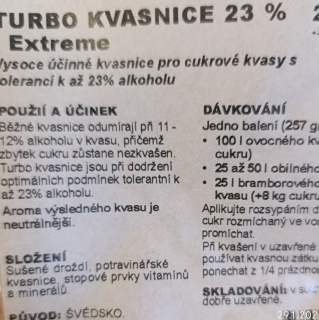 TURBO KVASNICE 23 %
Extreme
Vysoce účinné kvasnice pro cukrové kvasy s
tolerancí k až 23% alkoholu
POUŽIÍ A ÚČINEK
Běžné kvasnice odumírají při 11-
12% alkoholu v kvasu, přičemž
zbytek cukru zůstane nezkvašen.
Turbo kvasnice jsou při dodržení
optimálních podmínek tolerantní k
až 23% alkoholu.
Aroma výsledného kvasu je
neutrálnější.
SLOŽENÍ
Sušené droždí, potravinářské
kvasnice, stopové prvky vitamínů
a minerálů.
PŮVOD: ŠVÉDSKO.
DÁVKOVÁNÍ
Jedno balení (257 g
• 100 l ovocného kv
cukru)
• 25 až 50 l obilného
• 25 l bramborového
kvasu (+8 kg cukru
Aplikujte rozsypáním d
cukr rozmíchaný ve vo
promíchat.
Při kvašení v uzavřené
používat kvasnou zátku
ponechat z 1/4 prázdno
SKLADOVÁNÍ: v su
dobře uzavřené.